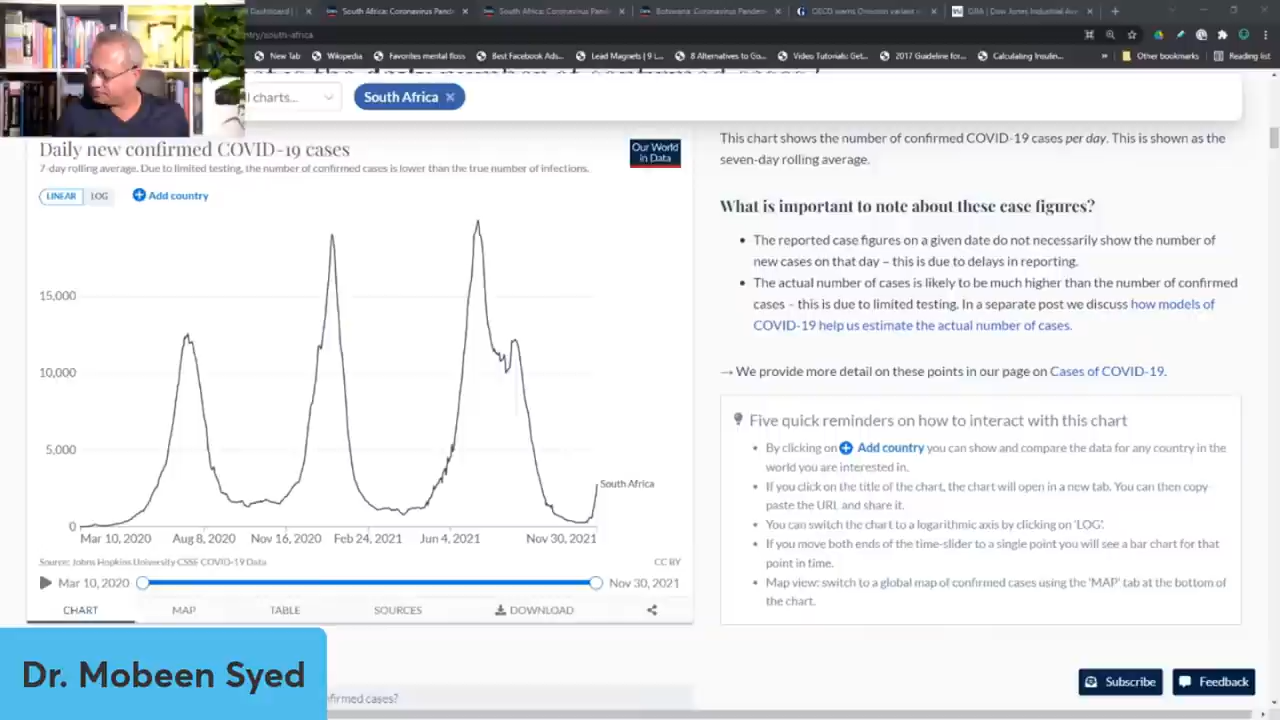 Dashboard |
South Africa: Coronavirus Pand
South Africa: Coronavirus Pand
Botswana: Coronavirus Pandem
OECD warns Omicron variant
GBA | Dow Jones Industrial Ave
ntry/south-africa
New Tab
Wikipedia
Favorites mental floss
Best Facebook Ads...
Lead Magnets | 9 L...
8 Alternatives to Go...
Video Tutorials: Get...
2017 Guideline for...
Calculating Insulin...
»
Other bookmarks
Reading list
l charts...
South Africa ×
Daily new confirmed COVID-19 cases
7-day rolling average. Due to limited testing, the number of confirmed cases is lower than the true number of infections.
Our World
in Data
LINEAR LOG
Add country
15,000
10,000
5,000
0
South Africa
Mar 10, 2020
Aug 8, 2020
Nov 16, 2020
Feb 24, 2021
Jun 4, 2021
Nov 30, 2021
Source: Johns Hopkins University CSSE COVID-19 Data
CC BY
Mar 10, 2020
Nov 30, 2021
CHART
MAP
TABLE
SOURCES
DOWNLOAD
This chart shows the number of confirmed COVID-19 cases per day. This is shown as the
seven-day rolling average.
What is important to note about these case figures?
• The reported case figures on a given date do not necessarily show the number of
new cases on that day – this is due to delays in reporting.
• The actual number of cases is likely to be much higher than the number of confirmed
cases – this is due to limited testing. In a separate post we discuss how models of
COVID-19 help us estimate the actual number of cases.
→ We provide more detail on these points in our page on Cases of COVID-19.
Five quick reminders on how to interact with this chart
• By clicking on Add country you can show and compare the data for any country in the
world you are interested in.
• If you click on the title of the chart, the chart will open in a new tab. You can then copy
paste the URL and share it.
• You can switch the chart to a logarithmic axis by clicking on 'LOG'.
• If you move both ends of the time-slider to a single point you will see a bar chart for that
point in time.
• Map view: switch to a global map of confirmed cases using the 'MAP' tab at the bottom of
the chart.
Dr. Mobeen Syed
nfirmed cases?
Subscribe
Feedback